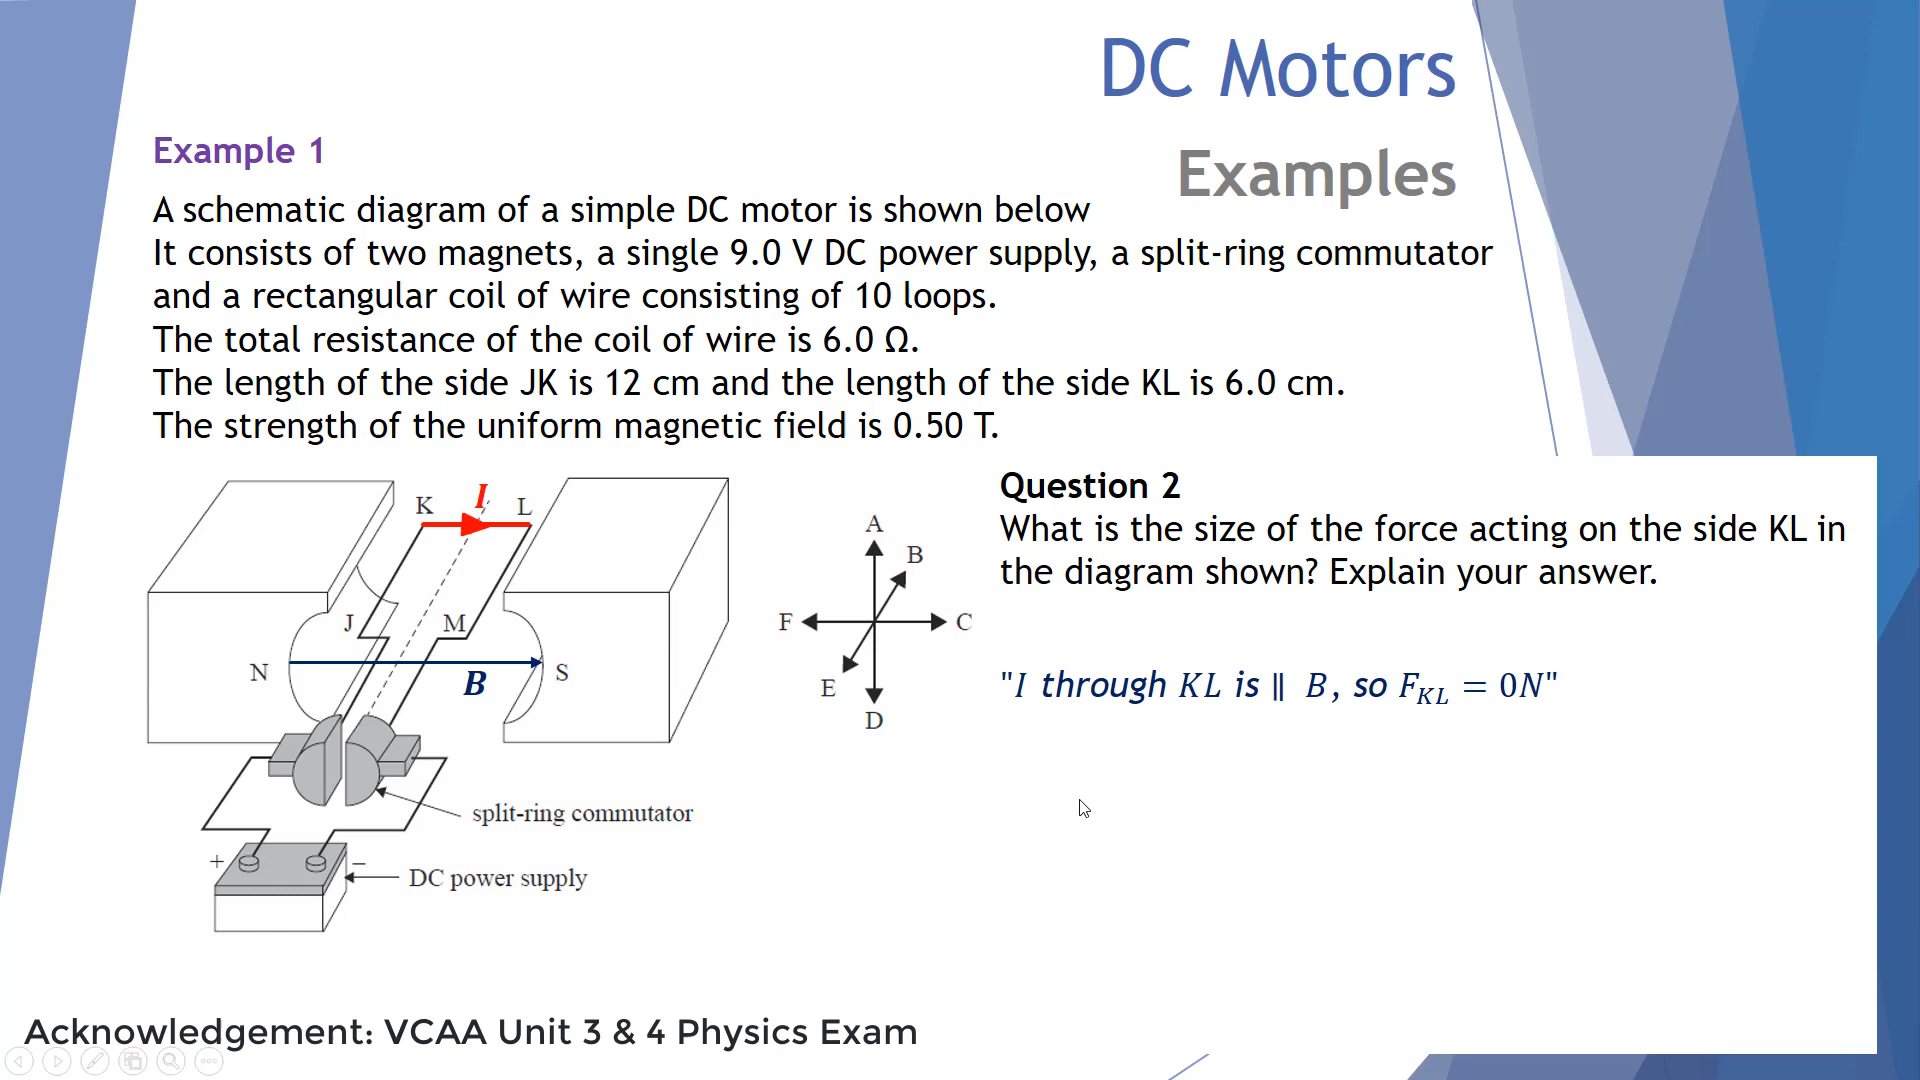 DC Motors
Examples
Example 1
A schematic diagram of a simple DC motor is shown below
It consists of two magnets, a single 9.0 V DC power supply, a split-ring commutator
and a rectangular coil of wire consisting of 10 loops.
The total resistance of the coil of wire is 6.0 Ω.
The length of the side JK is 12 cm and the length of the side KL is 6.0 cm.
The strength of the uniform magnetic field is 0.50 T.
K I L
J M
N S
B
split-ring commutator
+ −
DC power supply
A
B
F C
E
D
Question 2
What is the size of the force acting on the side KL in
the diagram shown? Explain your answer.
"I through KL is ∥ B, so F_KL = 0N"
Acknowledgement: VCAA Unit 3 & 4 Physics Exam